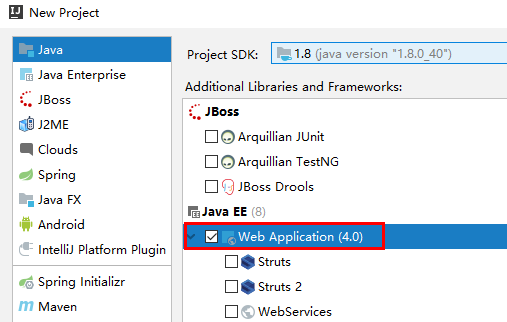 New Project
Java
Java Enterprise
JBoss
J2ME
Clouds
Spring
Java FX
Android
IntelliJ Platform Plugin
Spring Initializr
Maven
Project SDK: 1.8 (java version "1.8.0_40")
Additional Libraries and Frameworks:
JBoss
Arquillian JUnit
Arquillian TestNG
JBoss Drools
Java EE (8)
Web Application (4.0)
Struts
Struts 2
WebServices